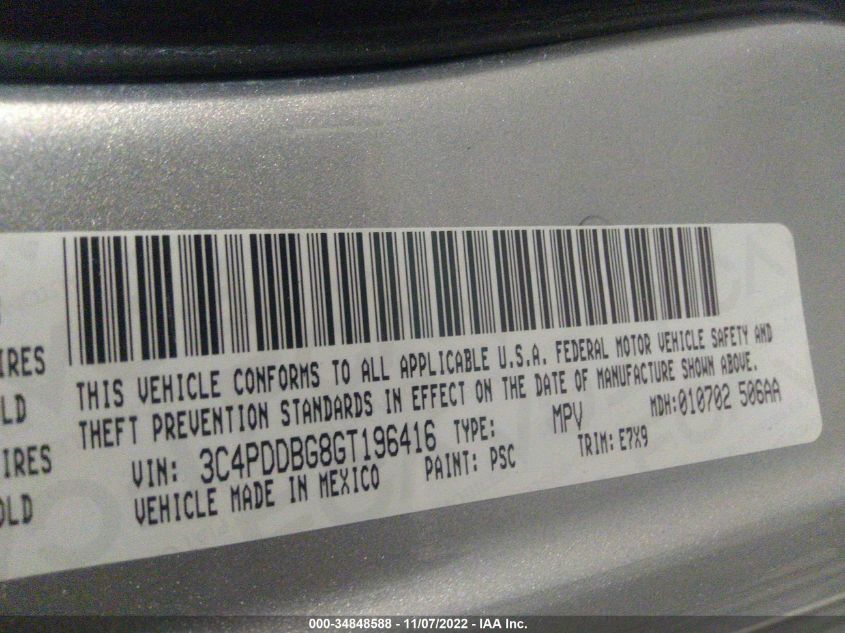 IRES
OLD
IRES
OLD
THIS VEHICLE CONFORMS TO ALL APPLICABLE U.S.A. FEDERAL MOTOR VEHICLE SAFETY AND
THEFT PREVENTION STANDARDS IN EFFECT ON THE DATE OF MANUFACTURE SHOWN ABOVE.
VIN: 3C4PDDBG8GT196416 TYPE: MPV MDH:010702 506AA
VEHICLE MADE IN MEXICO PAINT: PSC TRIM: E7X9
000-34848588 - 11/07/2022 - IAA Inc.